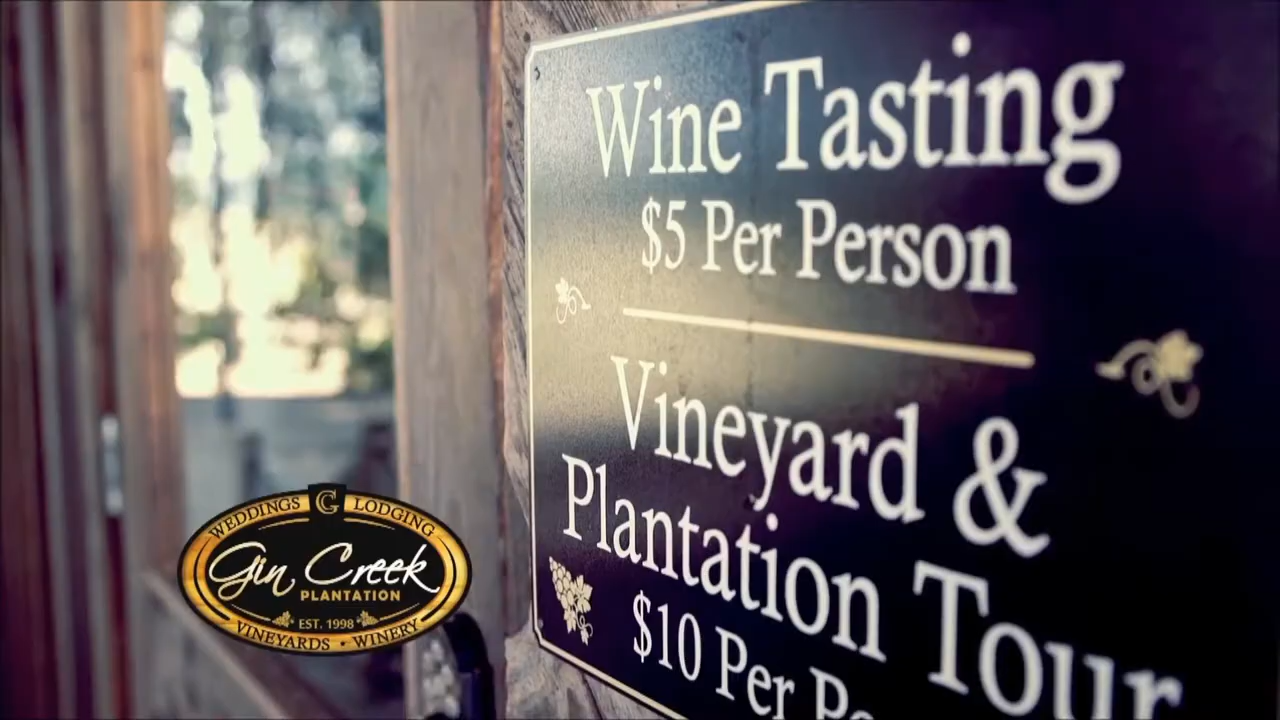 Wine Tasting
$5 Per Person
Vineyard &
Plantation Tour
$10 Per
WEDDINGS G LODGING
Gin Creek
PLANTATION
EST. 1998
VINEYARDS • WINERY